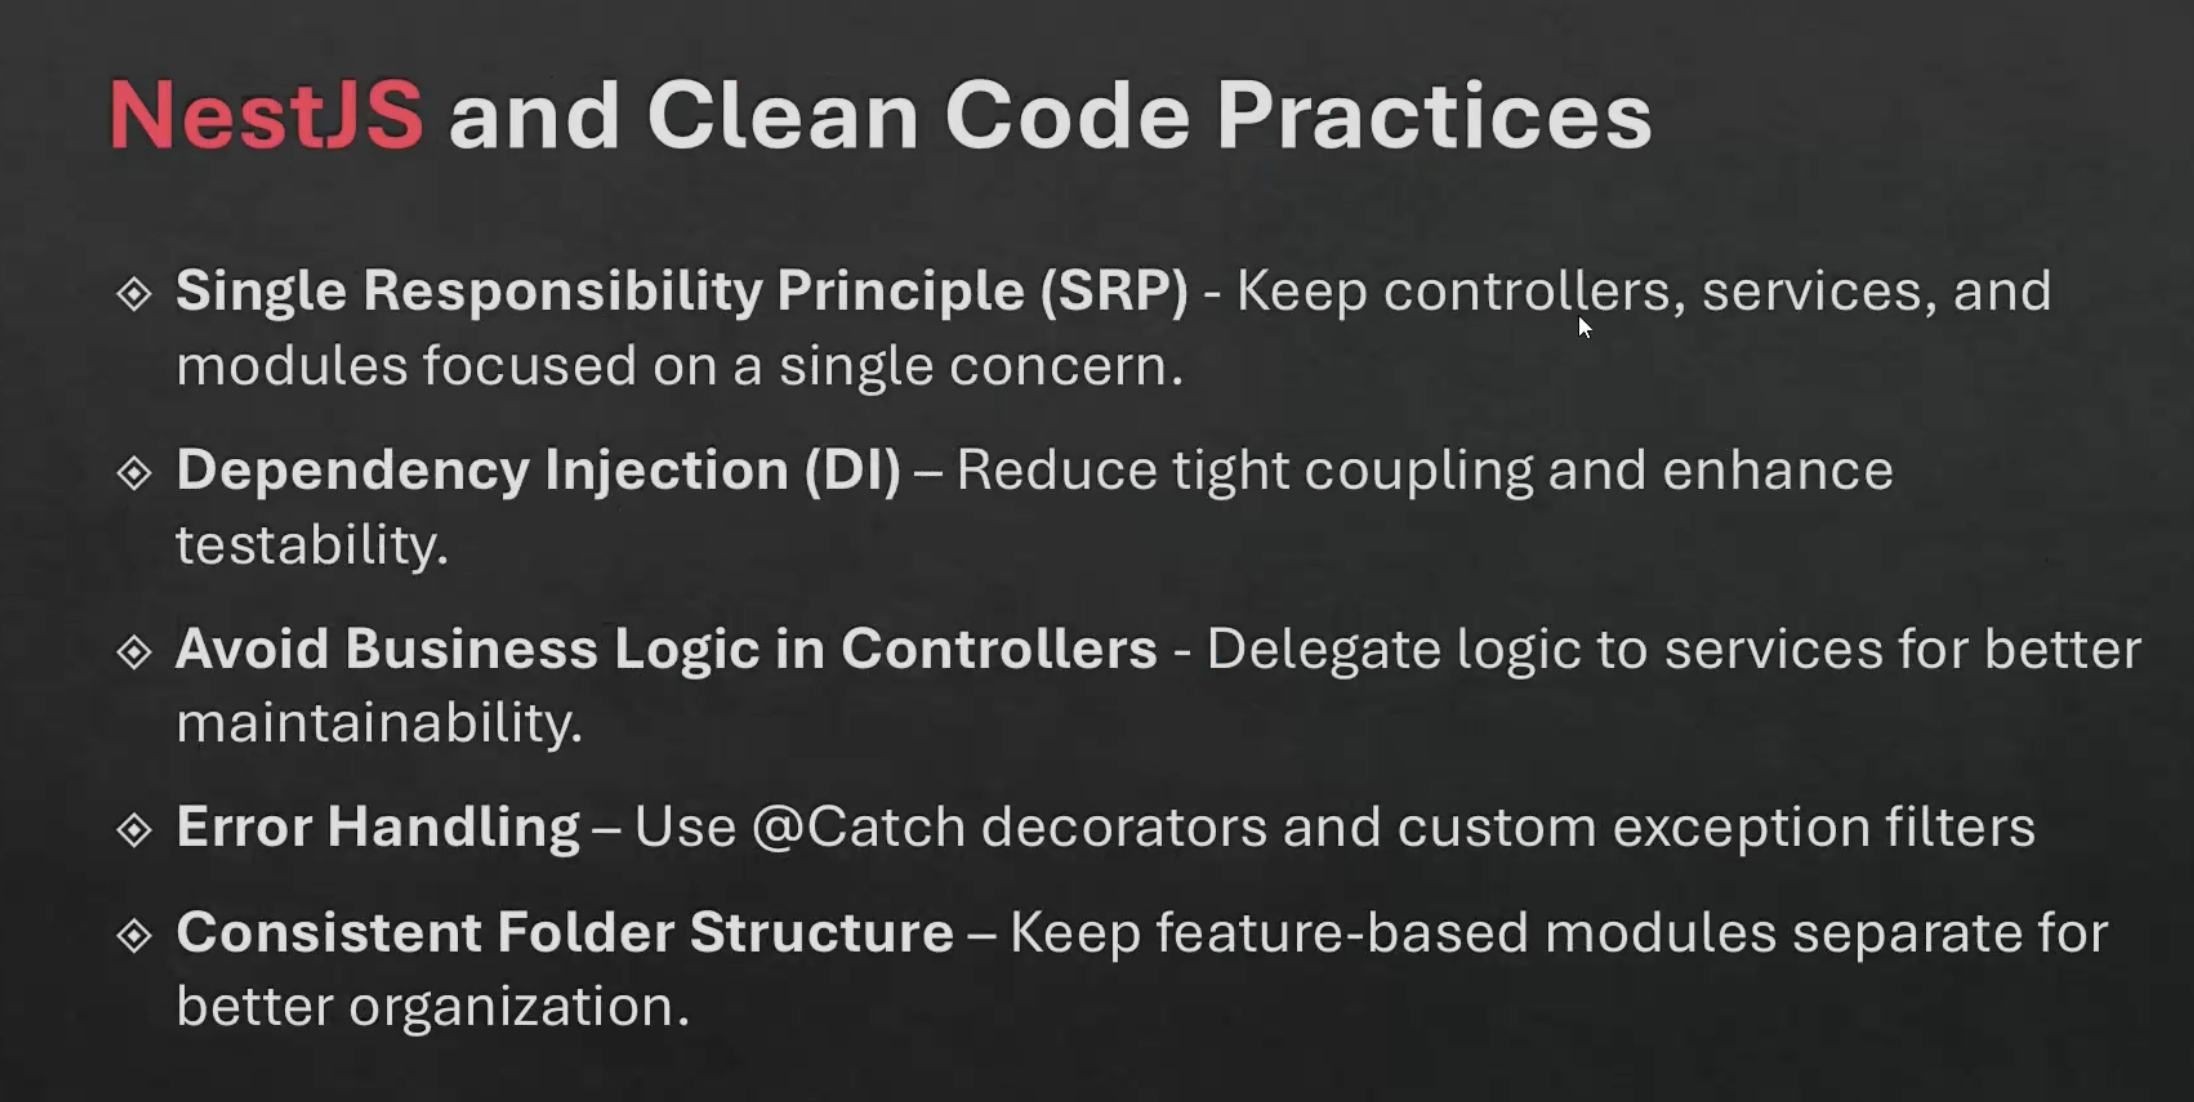 NestJS and Clean Code Practices
Single Responsibility Principle (SRP) - Keep controllers, services, and
modules focused on a single concern.
Dependency Injection (DI) – Reduce tight coupling and enhance
testability.
Avoid Business Logic in Controllers - Delegate logic to services for better
maintainability.
Error Handling – Use @Catch decorators and custom exception filters
Consistent Folder Structure – Keep feature-based modules separate for
better organization.